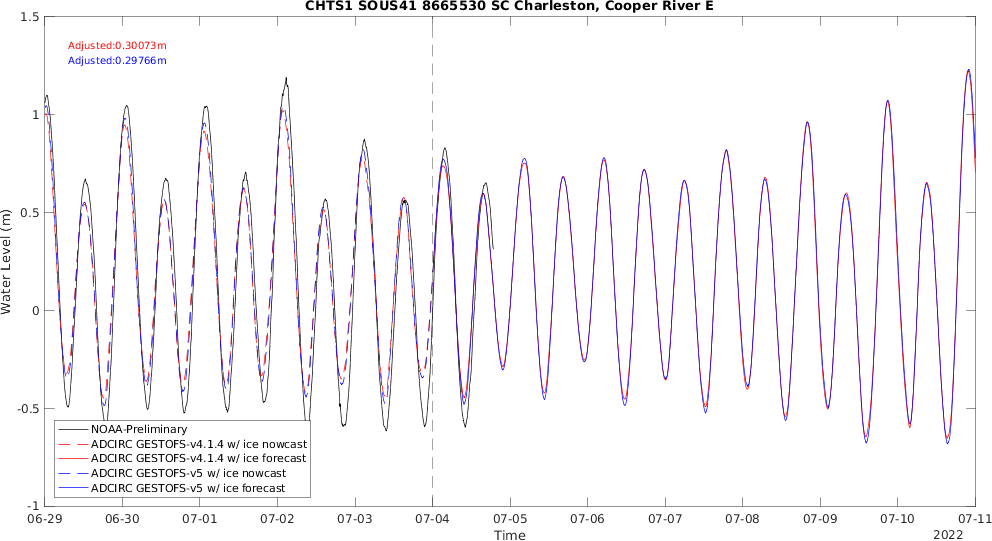 CHTS1 SOUS41 8665530 SC Charleston, Cooper River E
Adjusted:0.30073m
Adjusted:0.29766m
Water Level (m)
1.5
1
0.5
0
-0.5
-1
NOAA-Preliminary
ADCIRC GESTOFS-v4.1.4 w/ ice nowcast
ADCIRC GESTOFS-v4.1.4 w/ ice forecast
ADCIRC GESTOFS-v5 w/ ice nowcast
ADCIRC GESTOFS-v5 w/ ice forecast
06-29 06-30 07-01 07-02 07-03 07-04 07-05 07-06 07-07 07-08 07-09 07-10 07-11
Time
2022